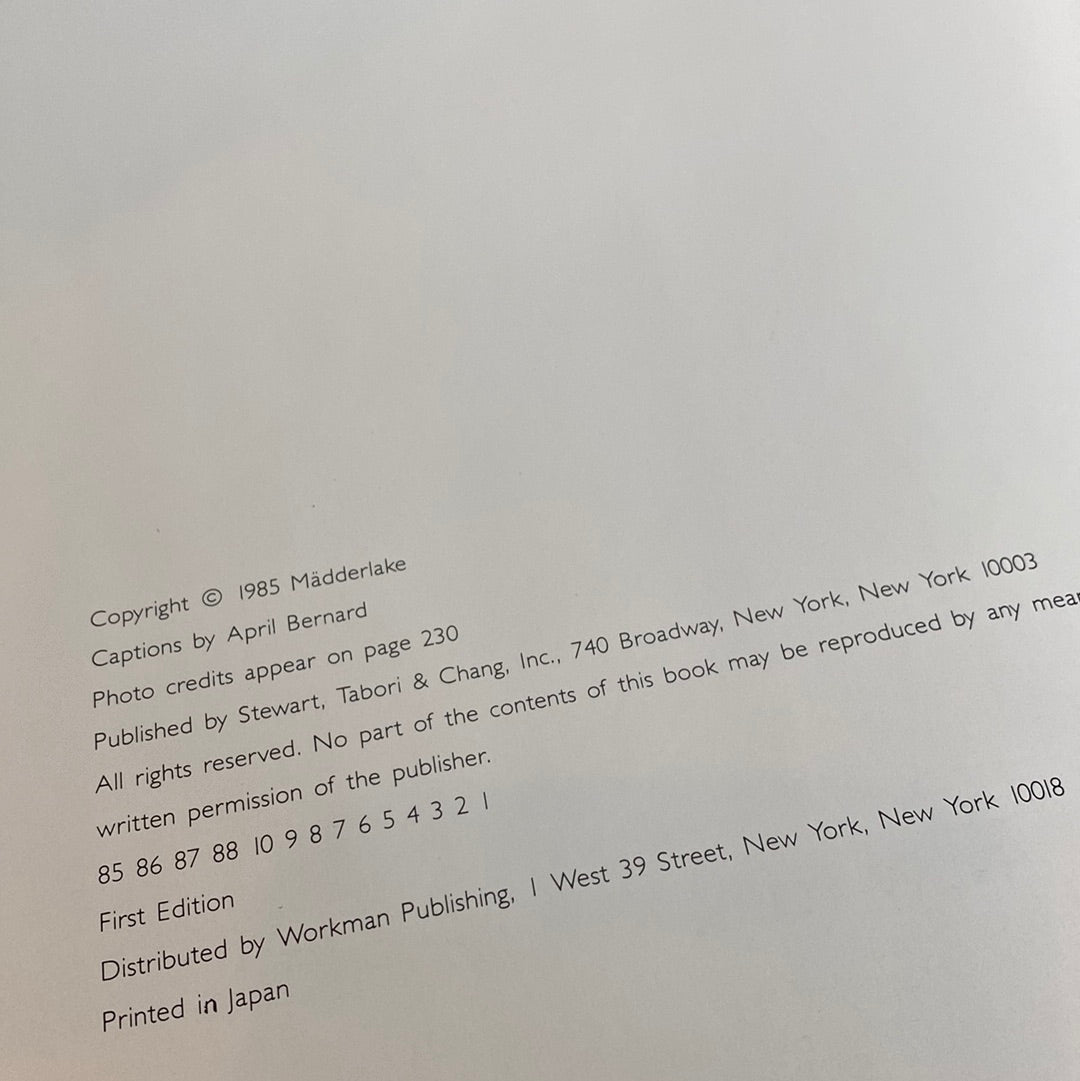 Copyright © 1985 Mädderlake
Captions by April Bernard
Photo credits appear on page 230
Published by Stewart, Tabori & Chang, Inc., 740 Broadway, New York, New York 10003
All rights reserved. No part of the contents of this book may be reproduced by any
written permission of the publisher.
85 86 87 88 10 9 8 7 6 5 4 3 2 1
First Edition
Distributed by Workman Publishing, 1 West 39 Street, New York, New York 10018
Printed in Japan